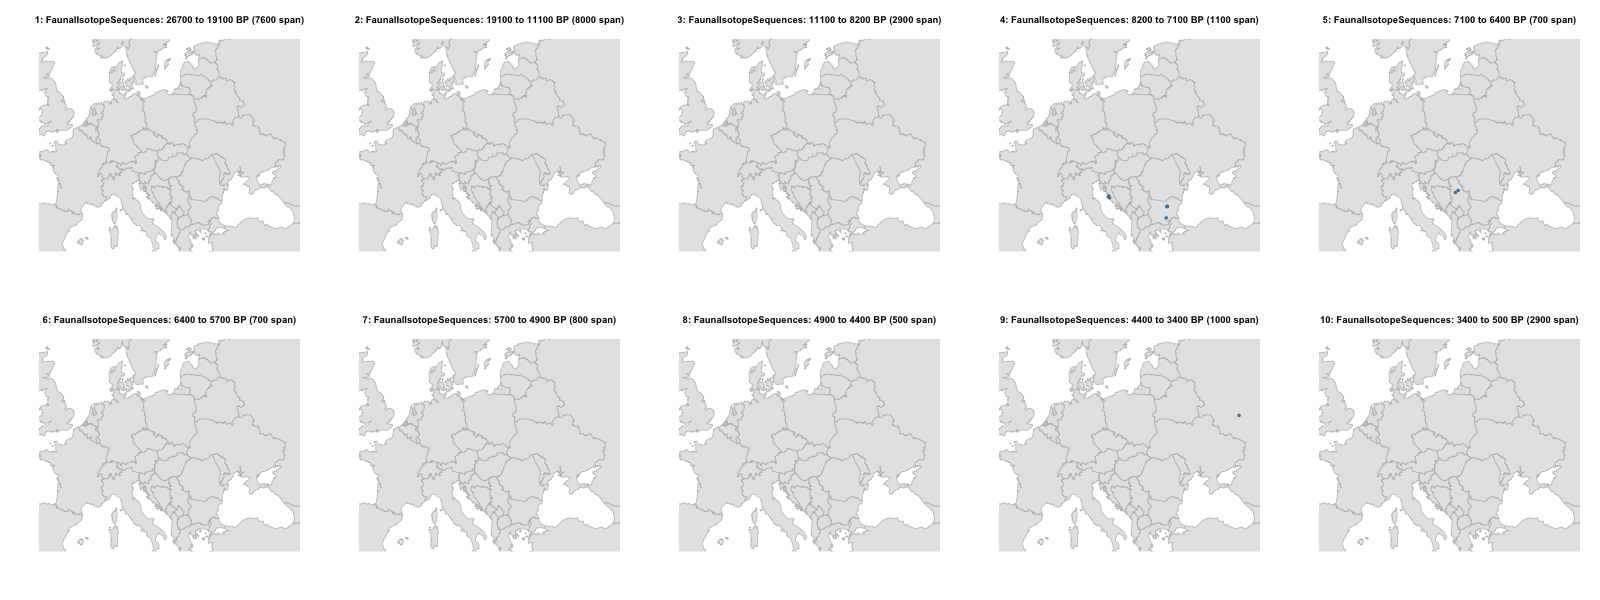 1: FaunalIsotopeSequences: 26700 to 19100 BP (7600 span)
2: FaunalIsotopeSequences: 19100 to 11100 BP (8000 span)
3: FaunalIsotopeSequences: 11100 to 8200 BP (2900 span)
4: FaunalIsotopeSequences: 8200 to 7100 BP (1100 span)
5: FaunalIsotopeSequences: 7100 to 6400 BP (700 span)
6: FaunalIsotopeSequences: 6400 to 5700 BP (700 span)
7: FaunalIsotopeSequences: 5700 to 4900 BP (800 span)
8: FaunalIsotopeSequences: 4900 to 4400 BP (500 span)
9: FaunalIsotopeSequences: 4400 to 3400 BP (1000 span)
10: FaunalIsotopeSequences: 3400 to 500 BP (2900 span)